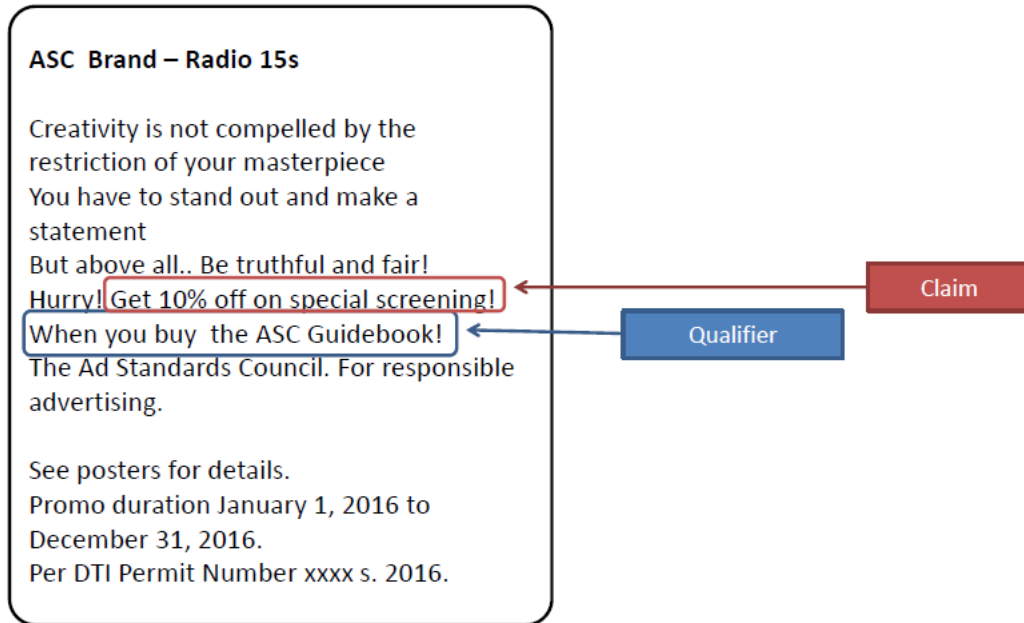 ASC Brand – Radio 15s
Creativity is not compelled by the
restriction of your masterpiece
You have to stand out and make a
statement
But above all.. Be truthful and fair!
Hurry! Get 10% off on special screening!
When you buy the ASC Guidebook!
The Ad Standards Council. For responsible
advertising.
See posters for details.
Promo duration January 1, 2016 to
December 31, 2016.
Per DTI Permit Number xxxx s. 2016.
Claim
Qualifier